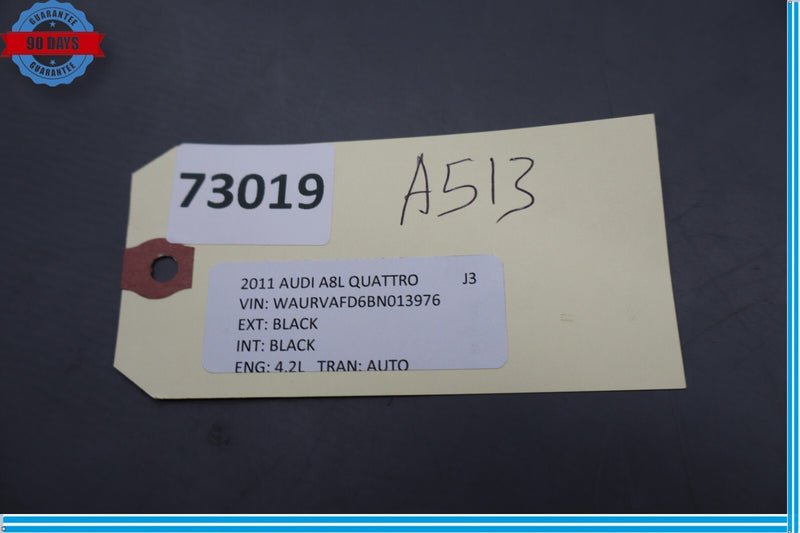 GUARANTEE
90 DAYS
GUARANTEE
73019
A513
2011 AUDI A8L QUATTRO J3
VIN: WAURVAFD6BN013976
EXT: BLACK
INT: BLACK
ENG: 4.2L TRAN: AUTO